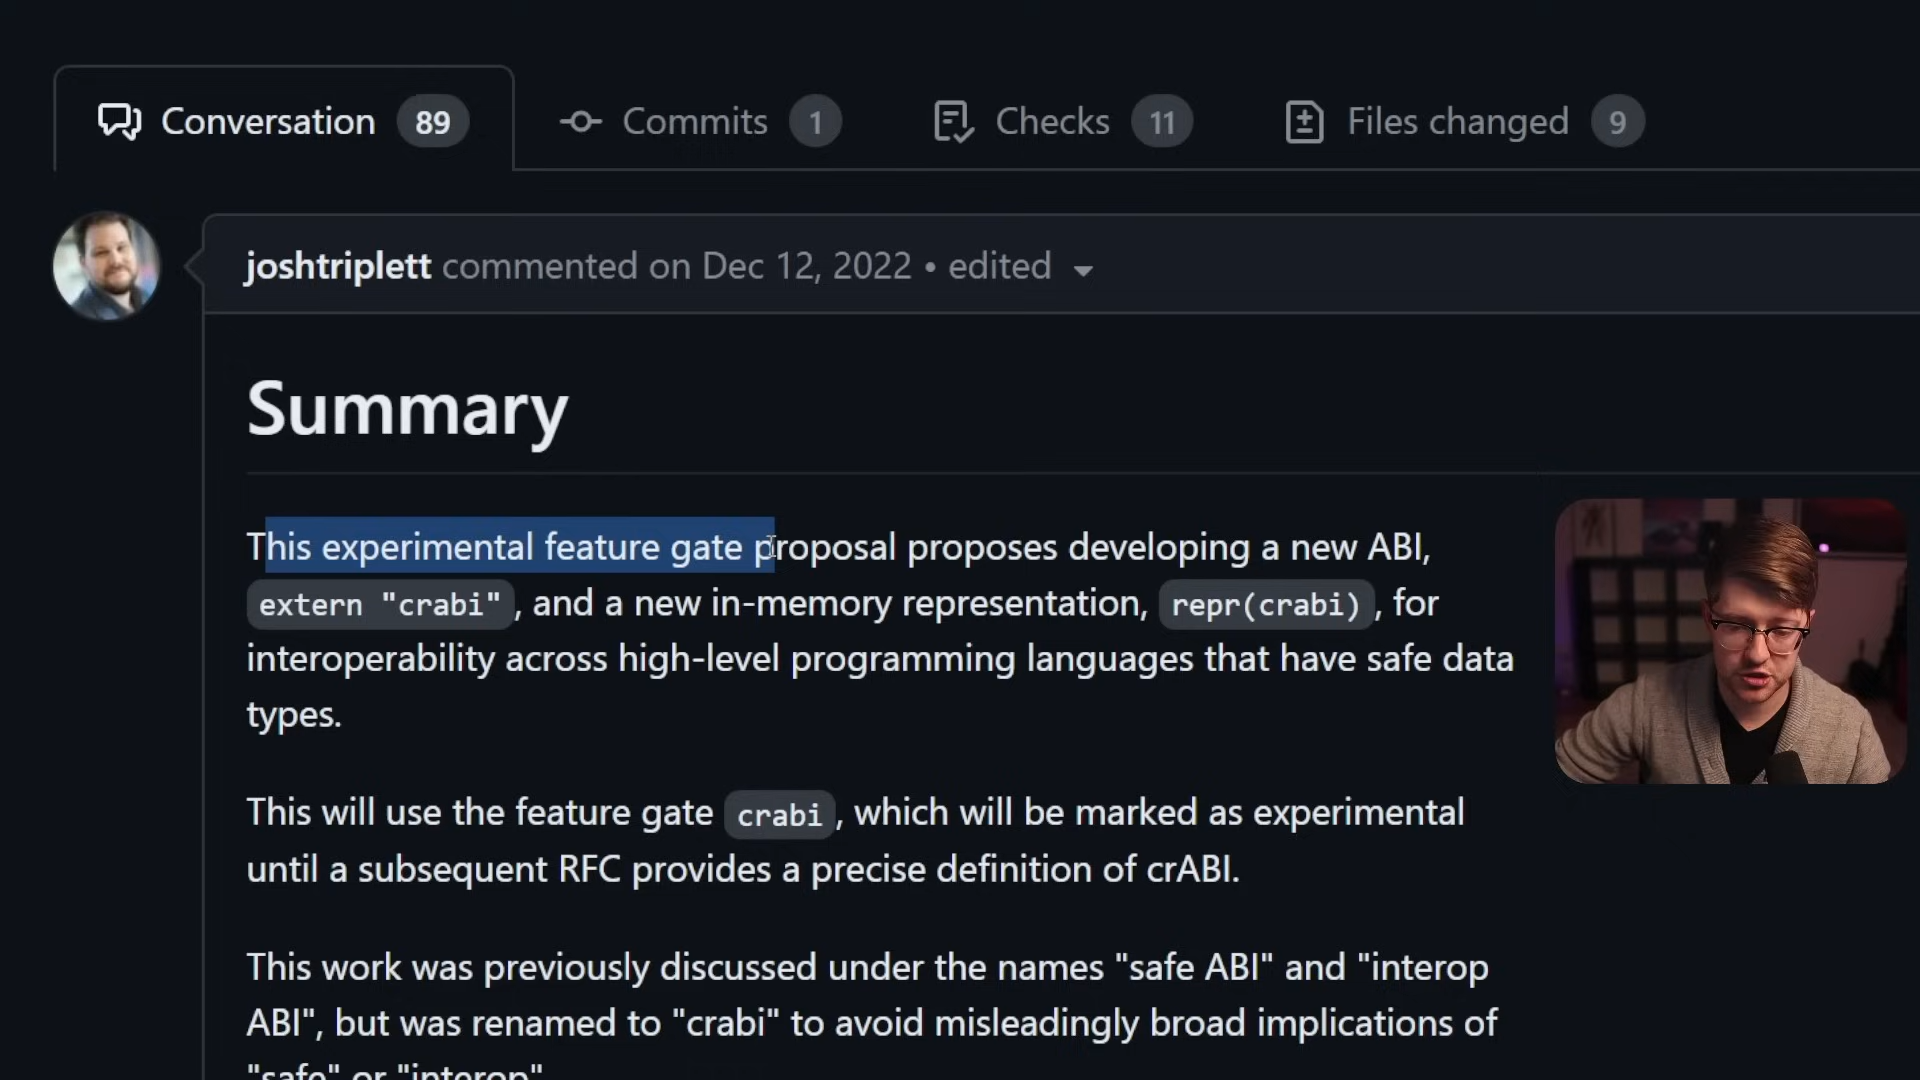 Conversation 89 Commits 1 Checks 11 Files changed 9
joshtriplett commented on Dec 12, 2022 • edited
Summary
This experimental feature gate proposal proposes developing a new ABI,
extern "crabi", and a new in-memory representation, repr(crabi), for
interoperability across high-level programming languages that have safe data
types.
This will use the feature gate crabi, which will be marked as experimental
until a subsequent RFC provides a precise definition of crABI.
This work was previously discussed under the names "safe ABI" and "interop
ABI", but was renamed to "crabi" to avoid misleadingly broad implications of
"safe" or "interop".